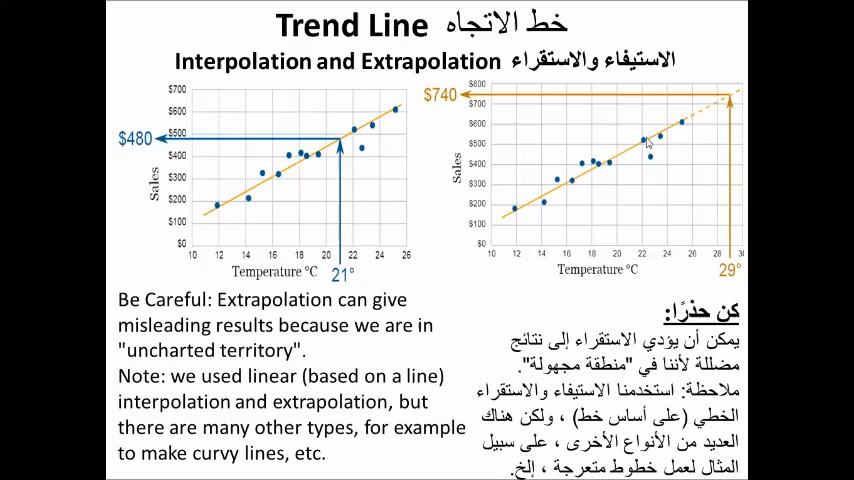 Trend Line خط الاتجاه
Interpolation and Extrapolation الاستيفاء والاستقراء
$700
$600
$500
$400
$300
$200
$100
$0
$480
Sales
10 12 14 16 18 20 22 24 26
Temperature ºC
21°
$800
$740
$700
$600
$500
$400
$300
$200
$100
$0
Sales
10 12 14 16 18 20 22 24 26 28 30
Temperature ºC
29°
Be Careful: Extrapolation can give
misleading results because we are in
"uncharted territory".
Note: we used linear (based on a line)
interpolation and extrapolation, but
there are many other types, for example
to make curvy lines, etc.
كن حذرًا:
يمكن أن يؤدي الاستقراء إلى نتائج
مضللة لأننا في "منطقة مجهولة".
ملاحظة: استخدمنا الاستيفاء والاستقراء
الخطي (على أساس خط) ، ولكن هناك
العديد من الأنواع الأخرى ، على سبيل
المثال لعمل خطوط متعرجة ، إلخ.